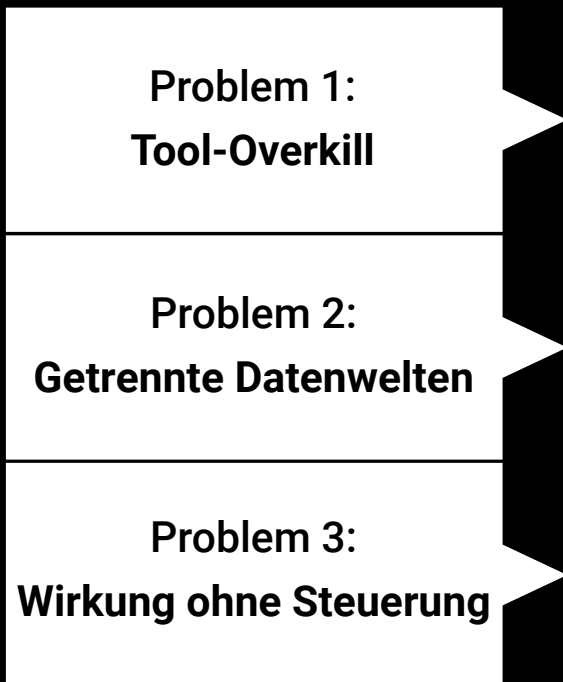 Problem 1:
Tool-Overkill
Problem 2:
Getrennte Datenwelten
Problem 3:
Wirkung ohne Steuerung